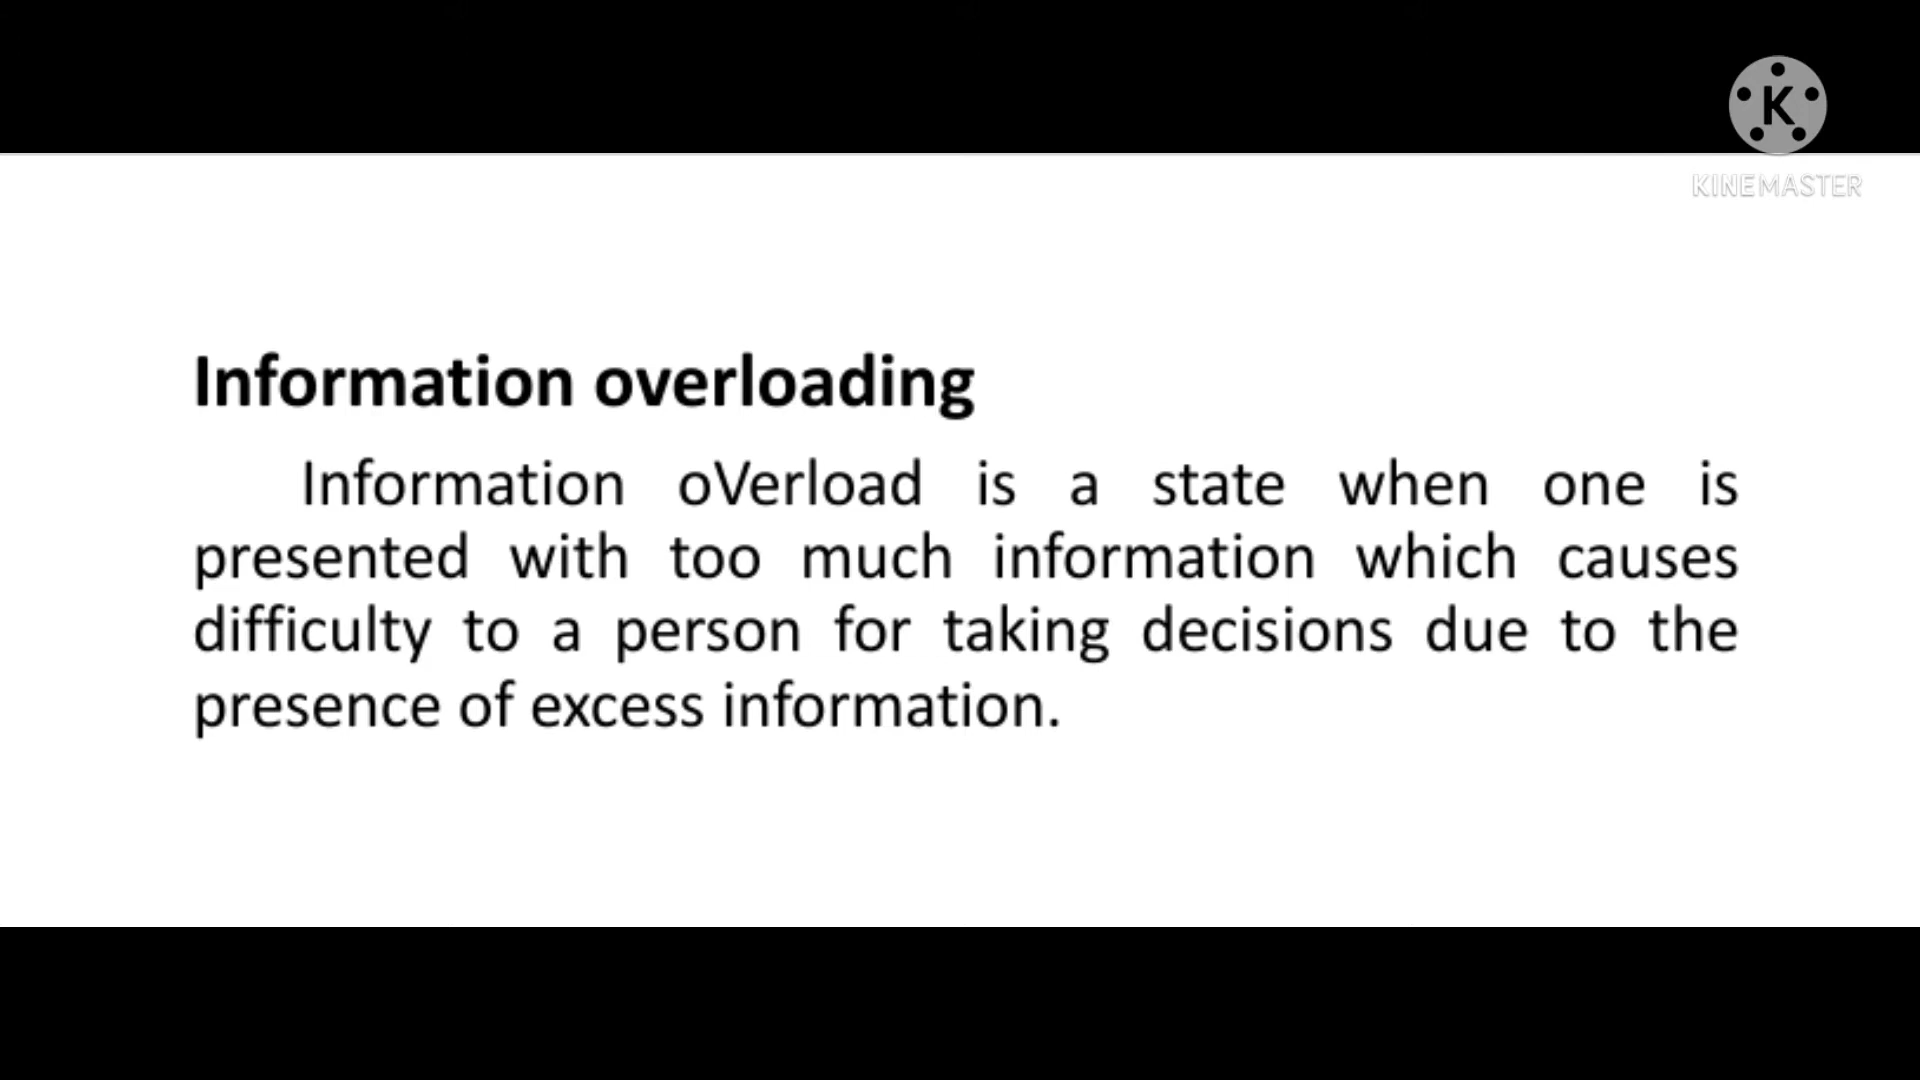 K
KINEMASTER
Information overloading
Information oVerload is a state when one is
presented with too much information which causes
difficulty to a person for taking decisions due to the
presence of excess information.